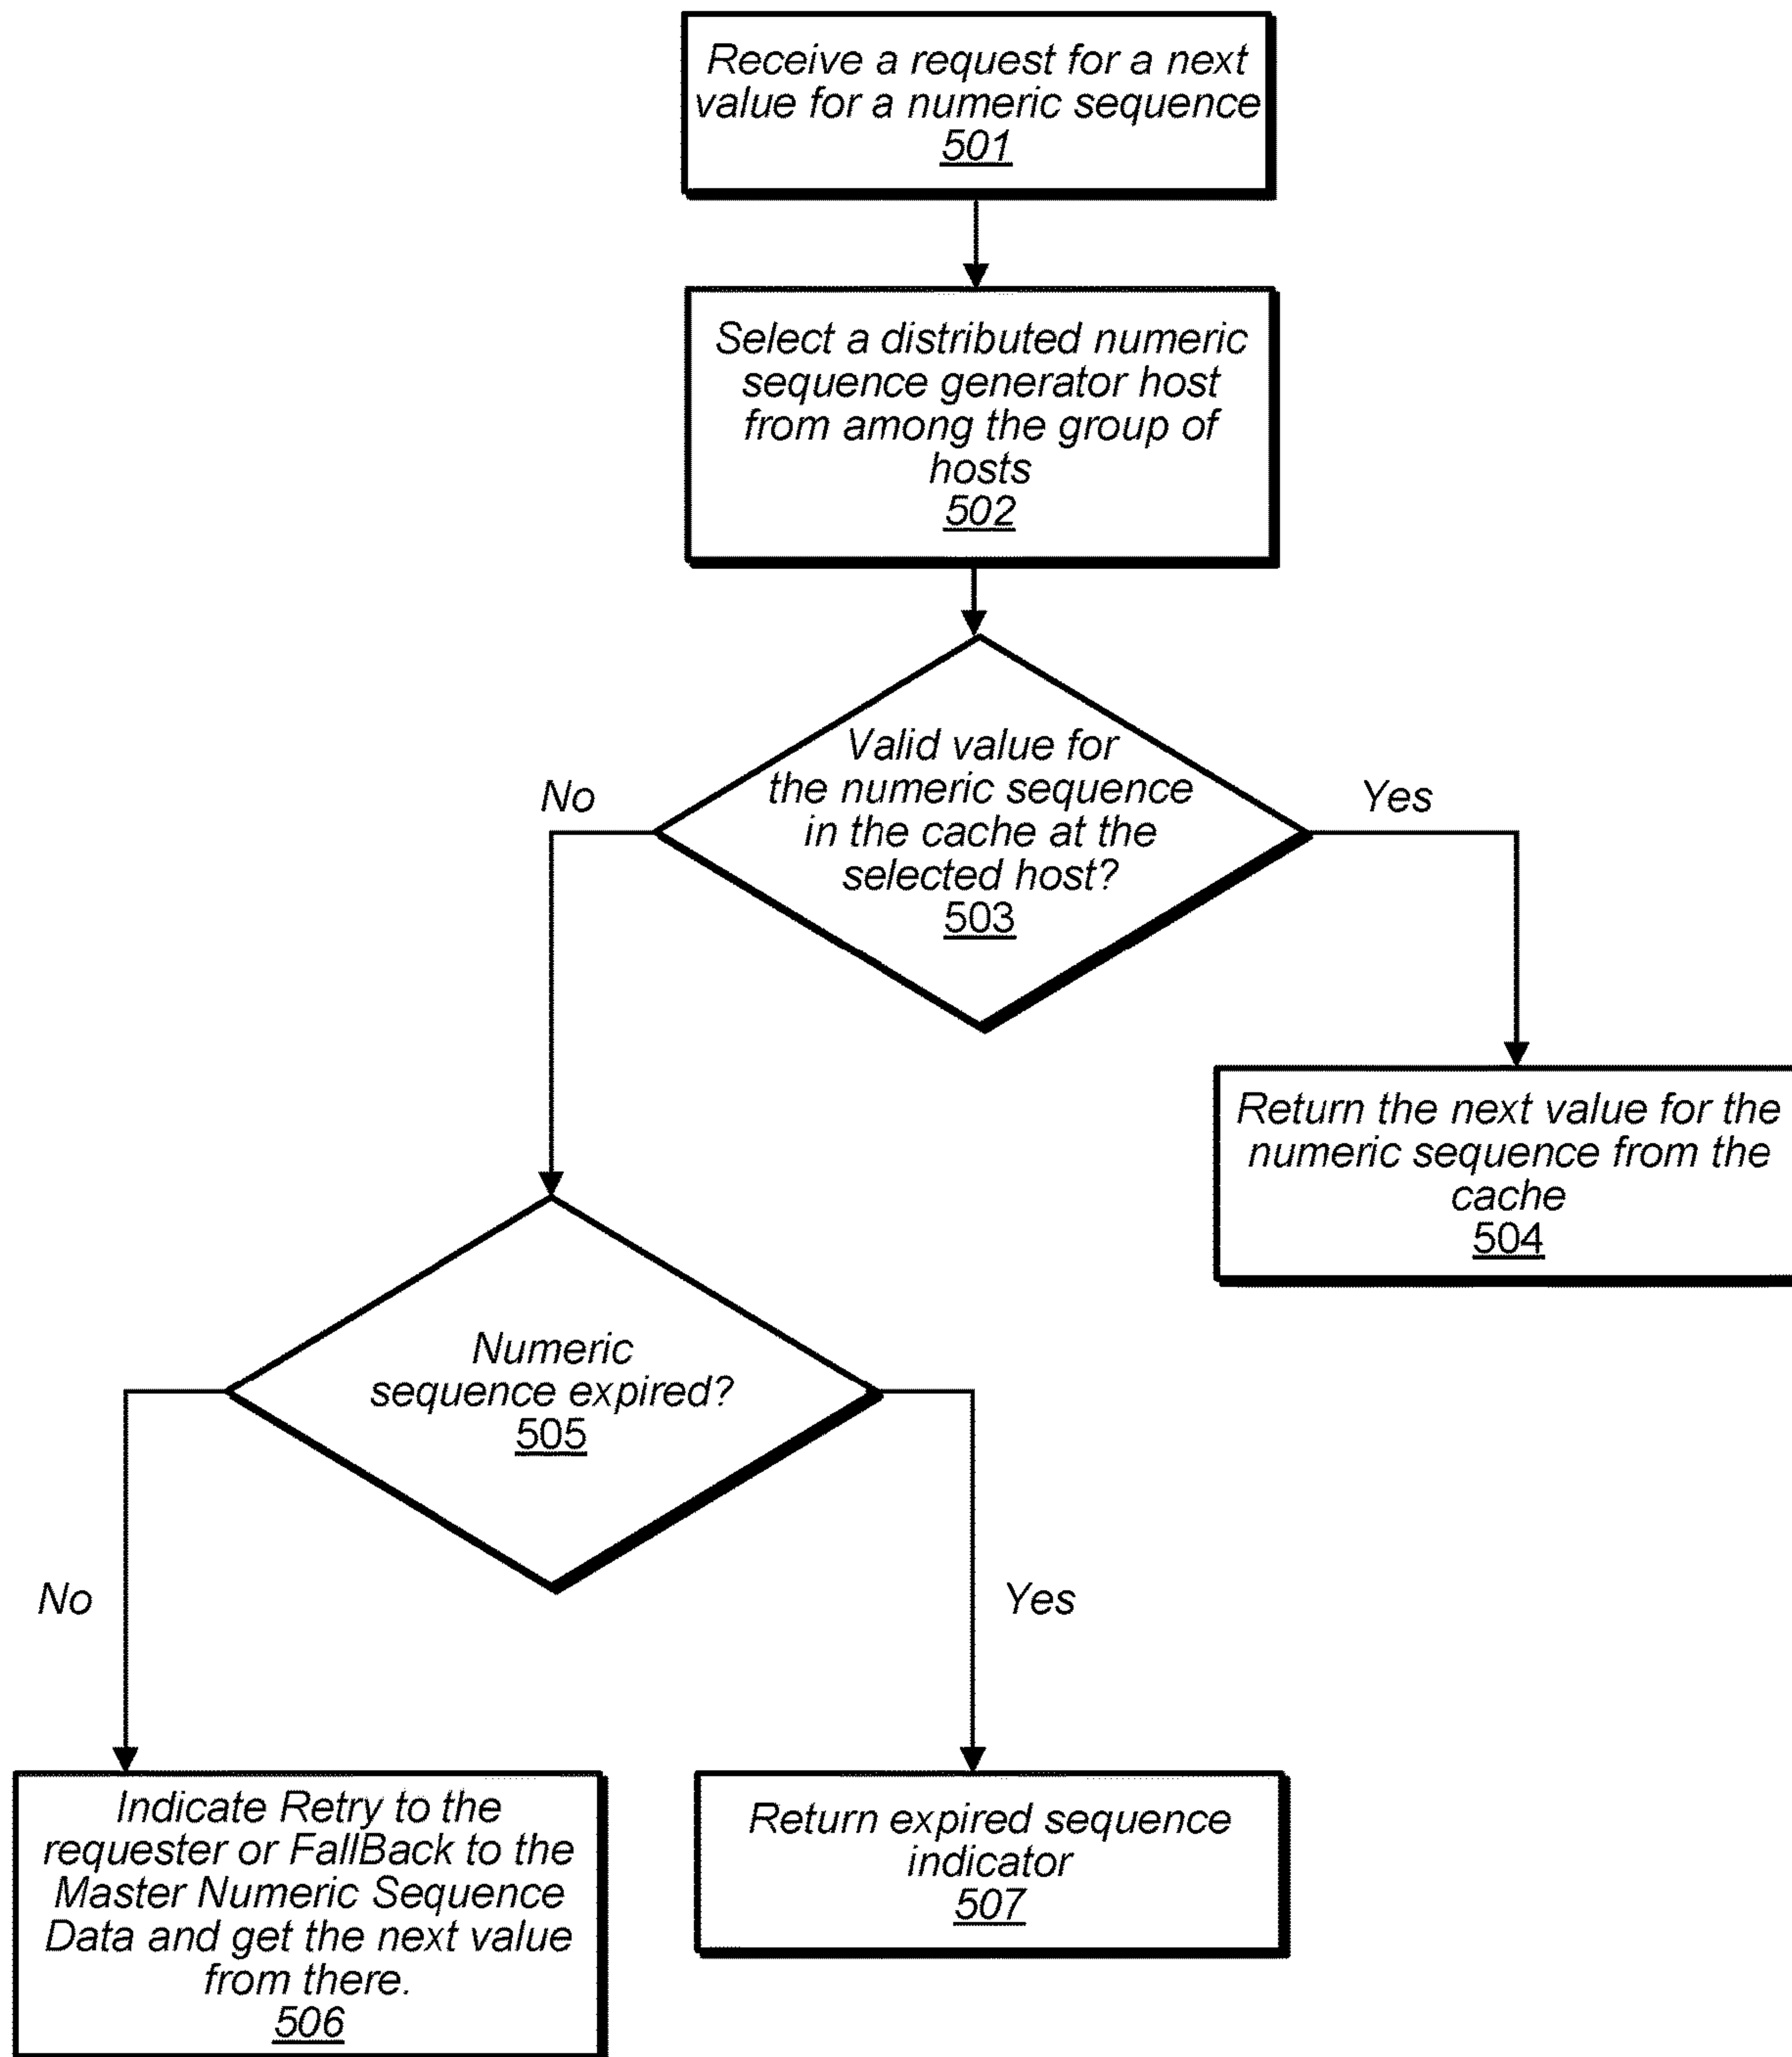 Receive a request for a next
value for a numeric sequence
501
Select a distributed numeric
sequence generator host
from among the group of
hosts
502
Valid value for
the numeric sequence
in the cache at the
selected host?
503
No
Yes
Return the next value for the
numeric sequence from the
cache
504
Numeric
sequence expired?
505
No
Yes
Indicate Retry to the
requester or FallBack to the
Master Numeric Sequence
Data and get the next value
from there.
506
Return expired sequence
indicator
507